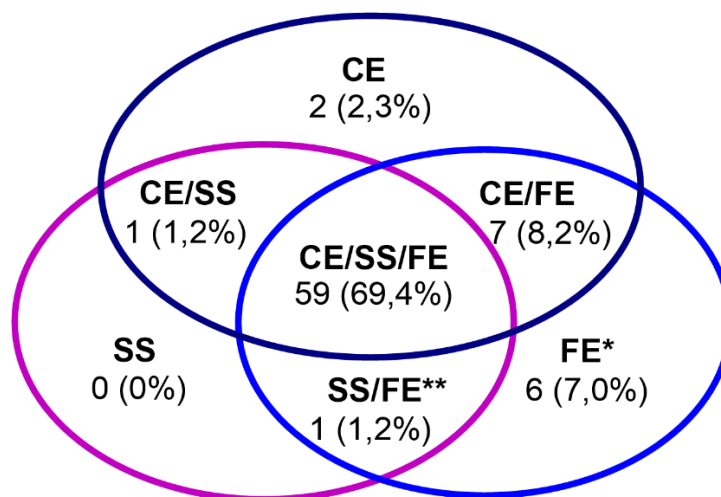 CE
2 (2,3%)
CE/SS
1 (1,2%)
CE/FE
7 (8,2%)
CE/SS/FE
59 (69,4%)
SS
0 (0%)
SS/FE**
1 (1,2%)
FE*
6 (7,0%)